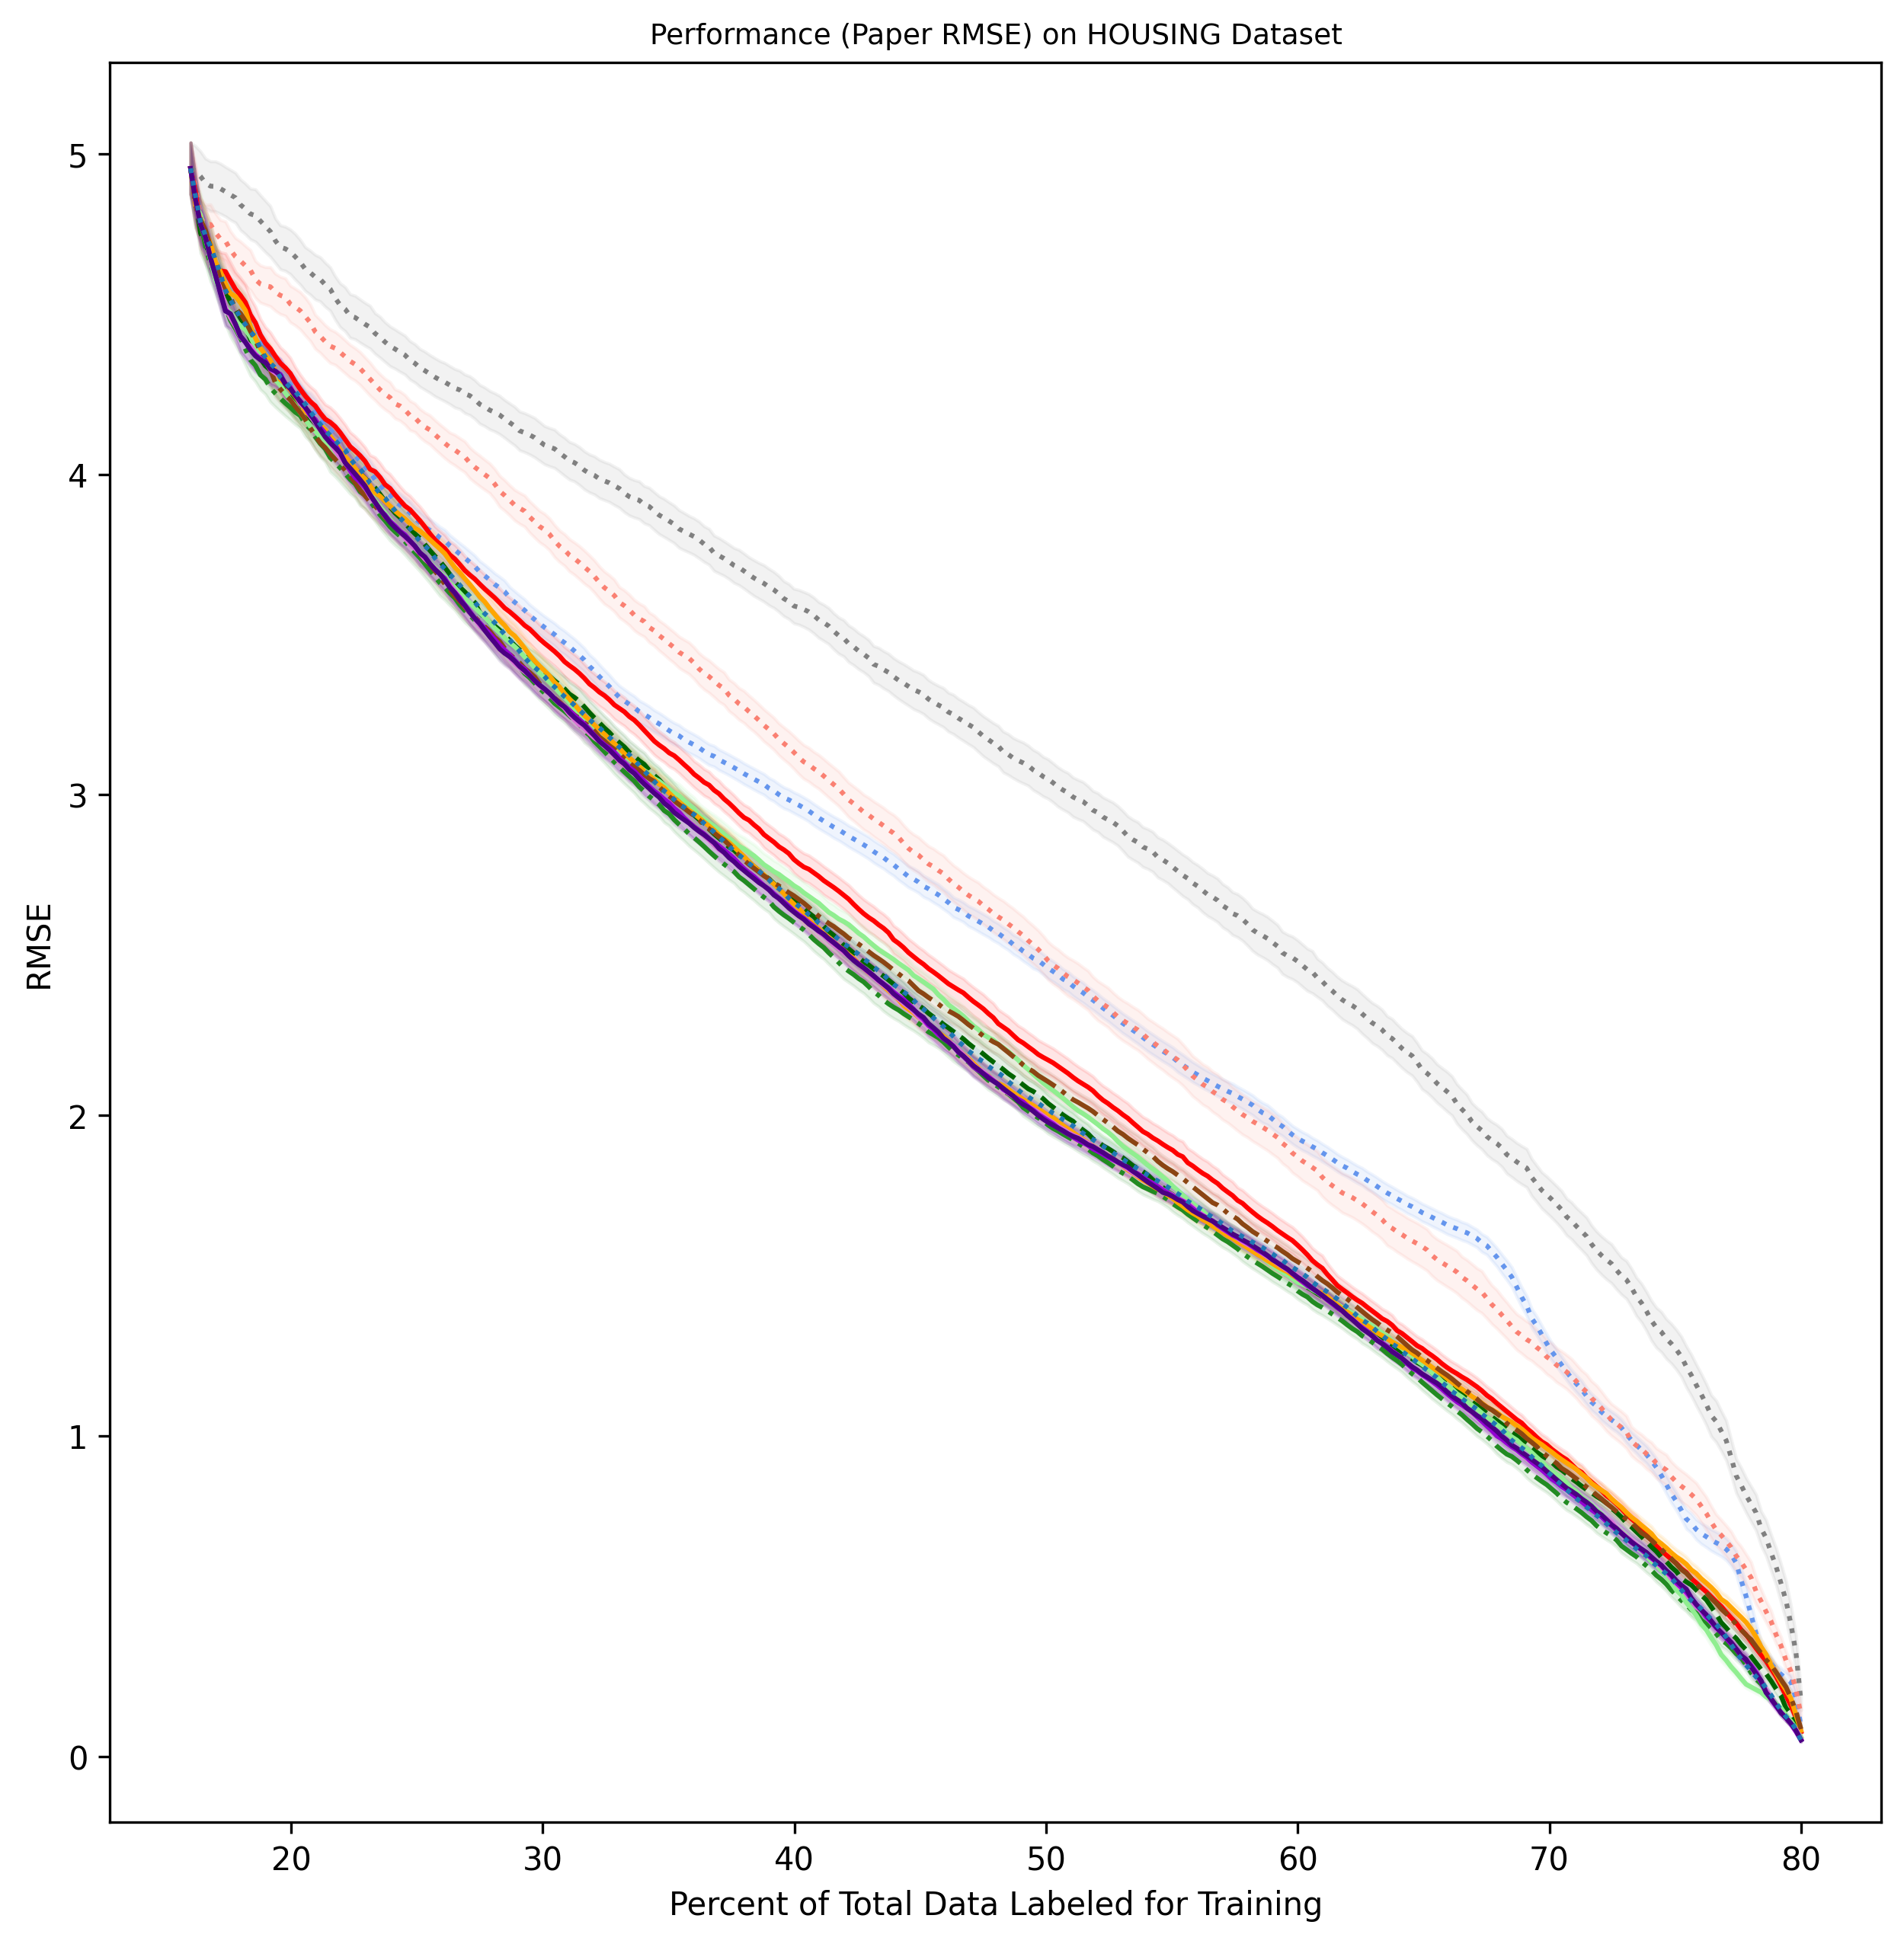 Performance (Paper RMSE) on HOUSING Dataset
5
4
3
2
1
0
RMSE
20 30 40 50 60 70 80
Percent of Total Data Labeled for Training